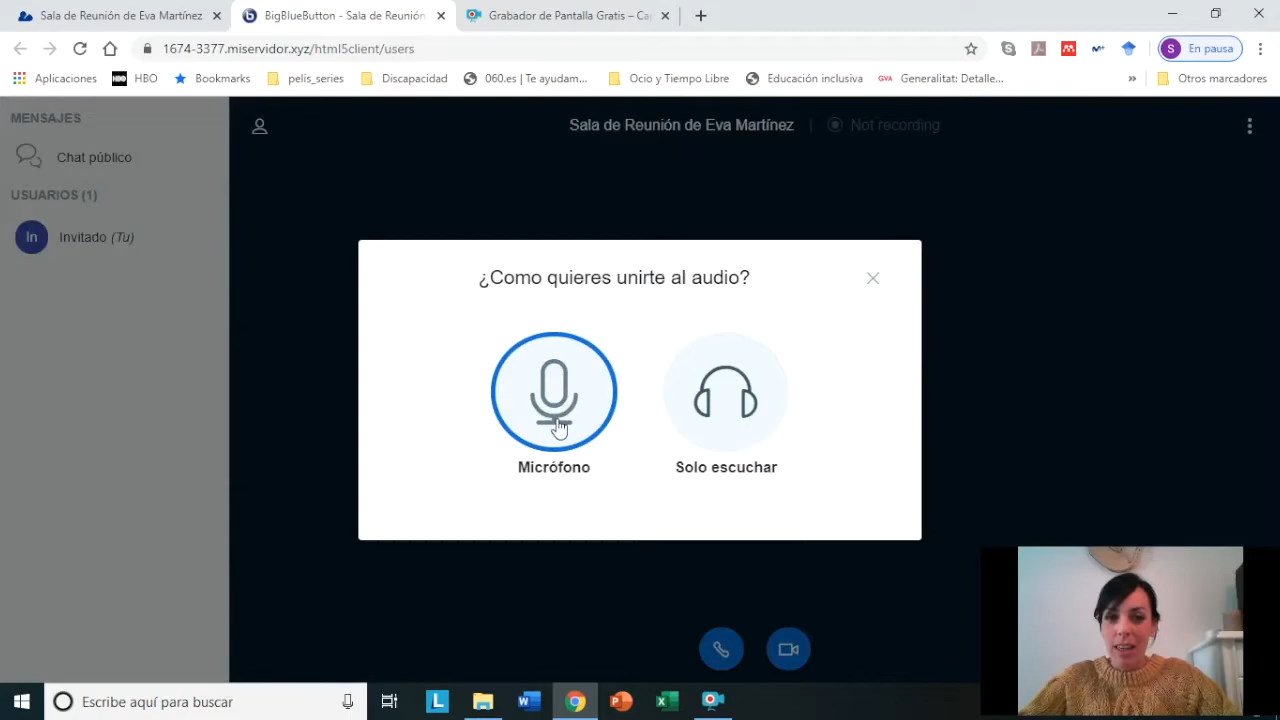 Sala de Reunión de Eva Martínez
BigBlueButton - Sala de Reunión
Grabador de Pantalla Gratis – Ca
1674-3377.miservidor.xyz/html5client/users
S
En pausa
Aplicaciones
HBO
HBO
Bookmarks
pelis_series
Discapacidad
060.es | Te ayudam...
Ocio y Tiempo Libre
Educación inclusiva
GVA
Generalitat: Detalle...
»
Otros marcadores
MENSAJES
Chat público
USUARIOS (1)
In
Invitado (Tu)
Sala de Reunión de Eva Martínez
Not recording
¿Como quieres unirte al audio?
Micrófono
Solo escuchar
Escribe aquí para buscar
L